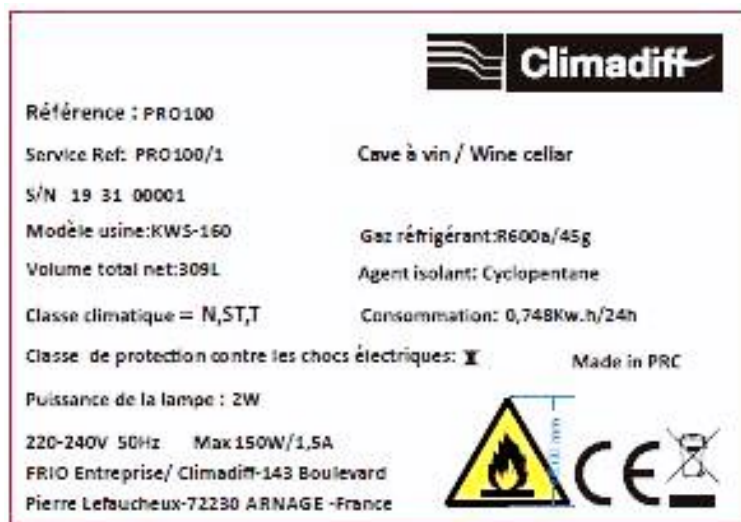 Climadiff
Référence : PRO100
Service Ref: PRO100/1 Cave à vin / Wine cellar
S/N 19 31 00001
Modèle usine:KWS-160 Gaz réfrigérant:R600a/45g
Volume total net:309L Agent isolant: Cyclopentane
Classe climatique = N,ST,T Consommation: 0,748Kw.h/24h
Classe de protection contre les chocs électriques: I Made in PRC
Puissance de la lampe : 2W
220-240V 50Hz Max 150W/1,5A
FRIO Entreprise/ Climadiff-143 Boulevard
Pierre Lefaucheux-72230 ARNAGE -France
CE